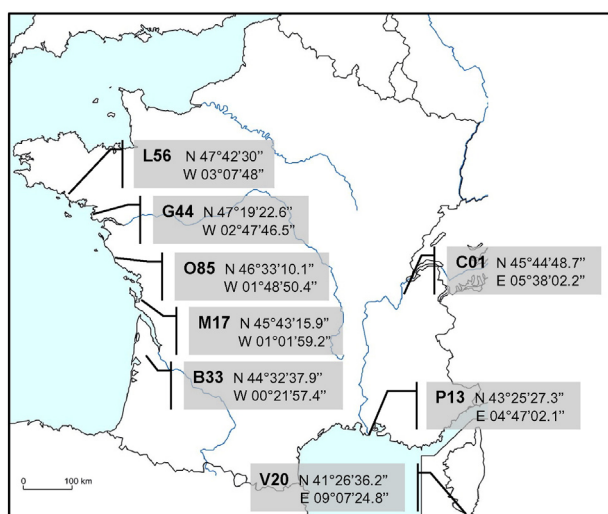 L56 N 47°42’30’’
W 03°07’48’’
G44 N 47°19’22.6’’
W 02°47’46.5’’
O85 N 46°33’10.1’’
W 01°48’50.4’’
C01 N 45°44’48.7’’
E 05°38’02.2’’
M17 N 45°43’15.9’’
W 01°01’59.2’’
B33 N 44°32’37.9’’
W 00°21’57.4’’
P13 N 43°25’27.3’’
E 04°47’02.1’’
V20 N 41°26’36.2’’
E 09°07’24.8’’
0 100 km